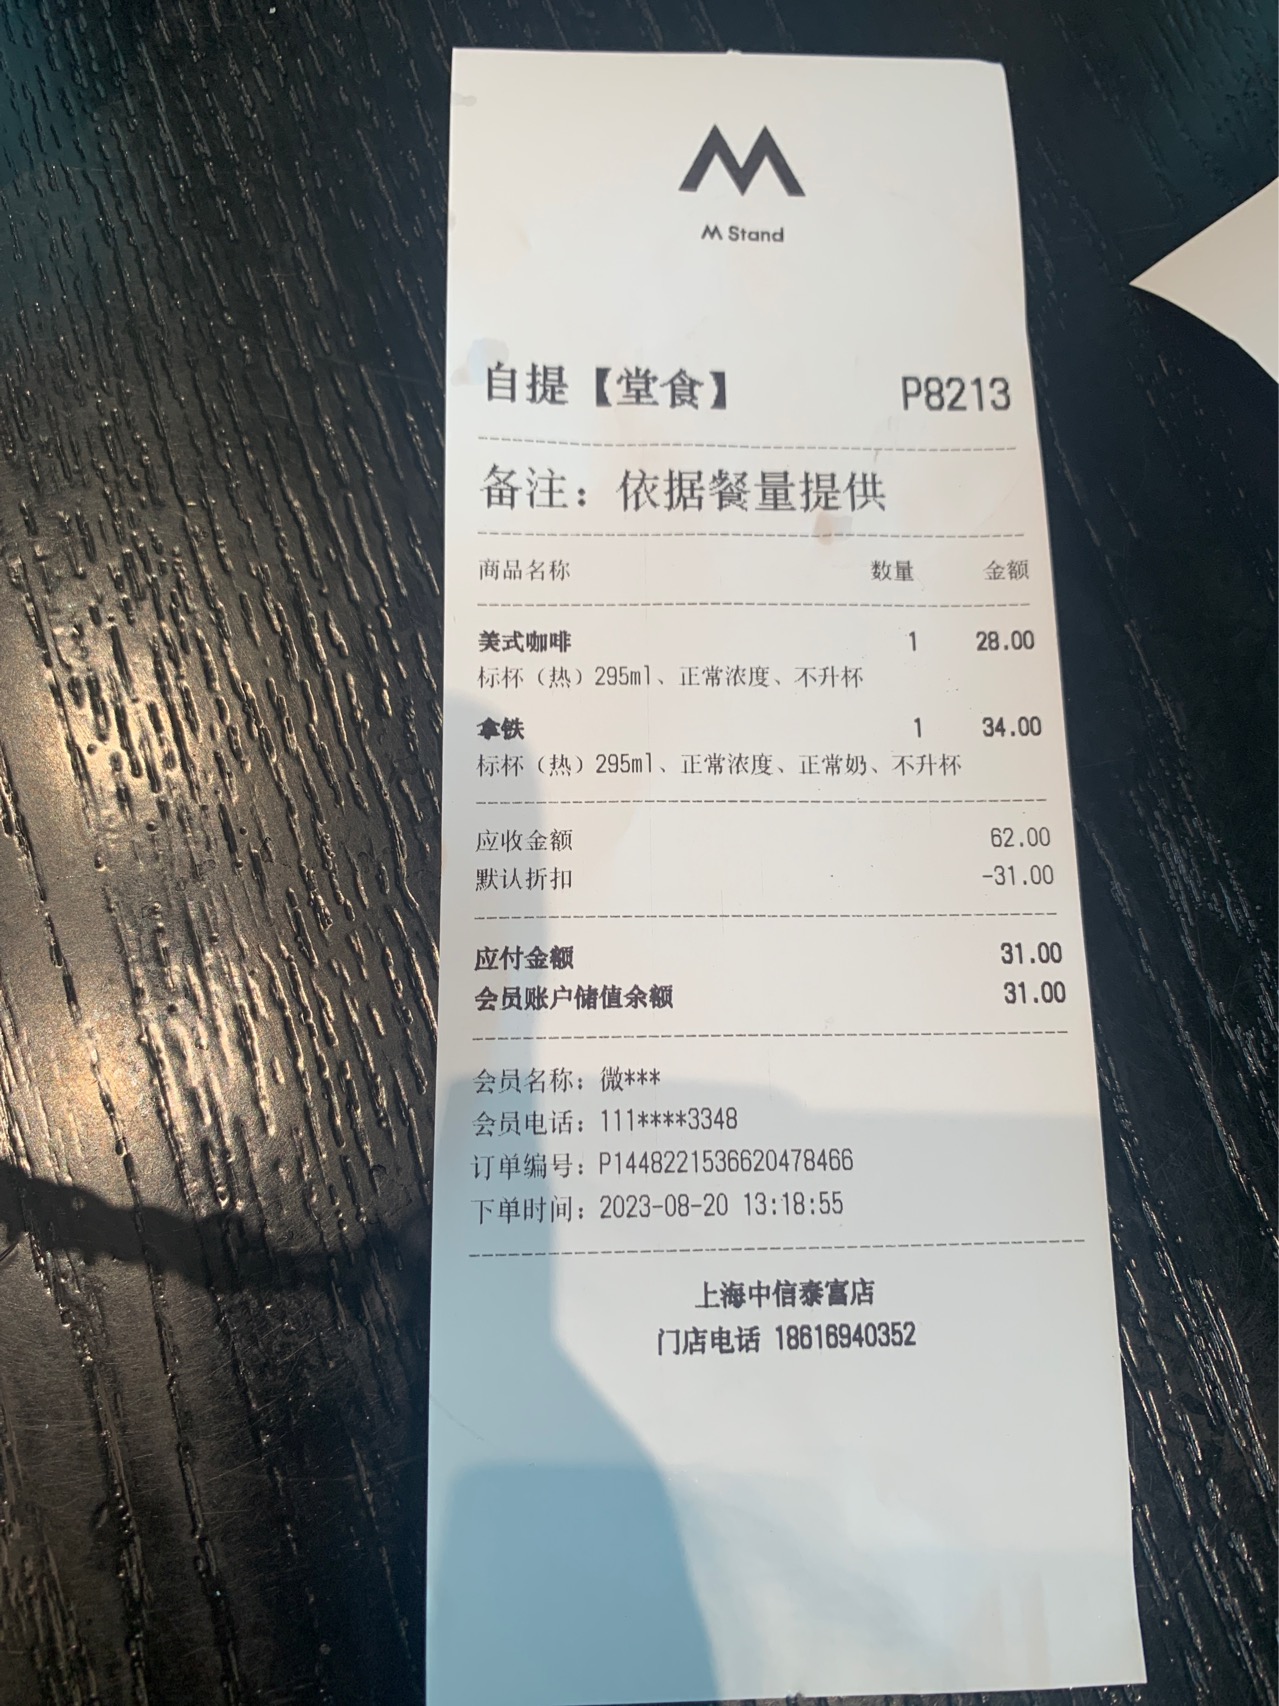 M Stand
自提【堂食】 P8213
备注：依据餐量提供
商品名称 数量 金额
美式咖啡 1 28.00
标杯（热）295ml、正常浓度、不升杯
拿铁 1 34.00
标杯（热）295ml、正常浓度、正常奶、不升杯
应收金额 62.00
默认折扣 -31.00
应付金额 31.00
会员账户储值余额 31.00
会员名称：微***
会员电话：111****3348
订单编号：P1448221536620478466
下单时间：2023-08-20 13:18:55
上海中信泰富店
门店电话 18616940352